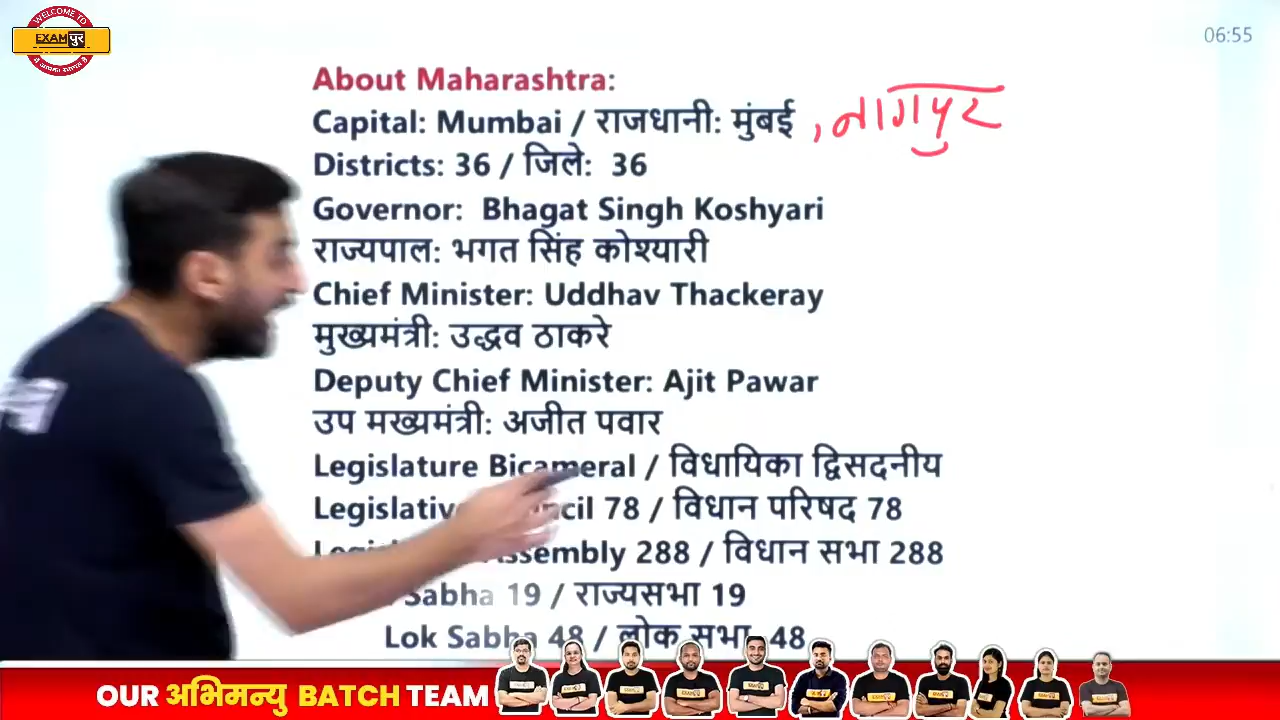 WELCOME TO
EXAMपुर
06:55
About Maharashtra:
Capital: Mumbai / राजधानी: मुंबई , नागपुर
Districts: 36 / जिले: 36
Governor: Bhagat Singh Koshyari
राज्यपाल: भगत सिंह कोश्यारी
Chief Minister: Uddhav Thackeray
मुख्यमंत्री: उद्धव ठाकरे
Deputy Chief Minister: Ajit Pawar
उप मख्यमंत्री: अजीत पवार
Legislature Bicameral / विधायिका द्विसदनीय
78 / विधान परिषद 78
Assembly 288 / विधान सभा 288
Sabha 19 / राज्यसभा 19
Lok Sabha 48 / लोक सभा 48
OUR अभिमन्यु BATCH TEAM